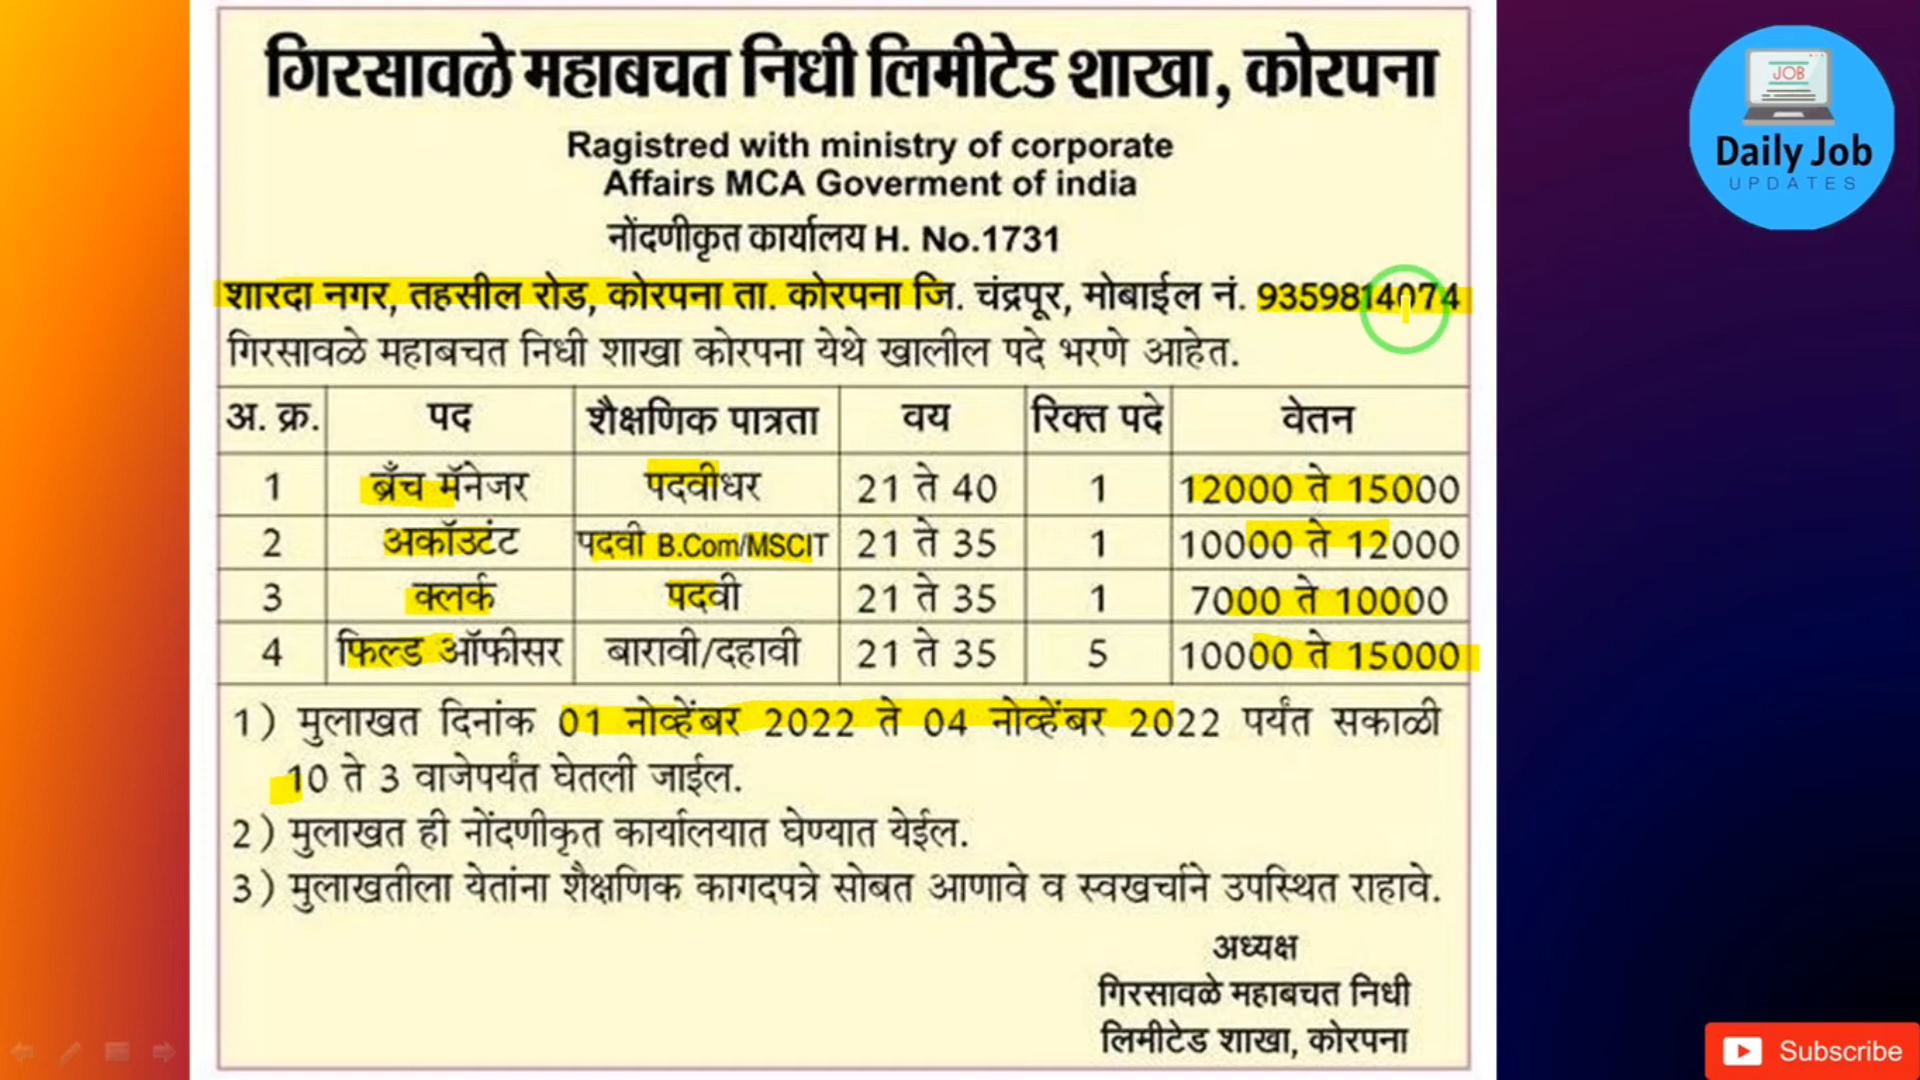 गिरसावळे महाबचत निधी लिमीटेड शाखा, कोरपना
Ragistred with ministry of corporate
Affairs MCA Goverment of india
नोंदणीकृत कार्यालय H. No.1731
शारदा नगर, तहसील रोड, कोरपना ता. कोरपना जि. चंद्रपूर, मोबाईल नं. 9359814074
गिरसावळे महाबचत निधी शाखा कोरपना येथे खालील पदे भरणे आहेत.
अ. क्र. पद शैक्षणिक पात्रता वय रिक्त पदे वेतन
1 ब्रँच मॅनेजर पदवीधर 21 ते 40 1 12000 ते 15000
2 अकॉउटंट पदवी B.Com/MSCIT 21 ते 35 1 10000 ते 12000
3 क्लर्क पदवी 21 ते 35 1 7000 ते 10000
4 फिल्ड ऑफीसर बारावी/दहावी 21 ते 35 5 10000 ते 15000
1) मुलाखत दिनांक 01 नोव्हेंबर 2022 ते 04 नोव्हेंबर 2022 पर्यंत सकाळी
10 ते 3 वाजेपर्यंत घेतली जाईल.
2) मुलाखत ही नोंदणीकृत कार्यालयात घेण्यात येईल.
3) मुलाखतीला येतांना शैक्षणिक कागदपत्रे सोबत आणावे व स्वखर्चाने उपस्थित राहावे.
अध्यक्ष
गिरसावळे महाबचत निधी
लिमीटेड शाखा, कोरपना
JOB
Daily Job
UPDATES
Subscribe